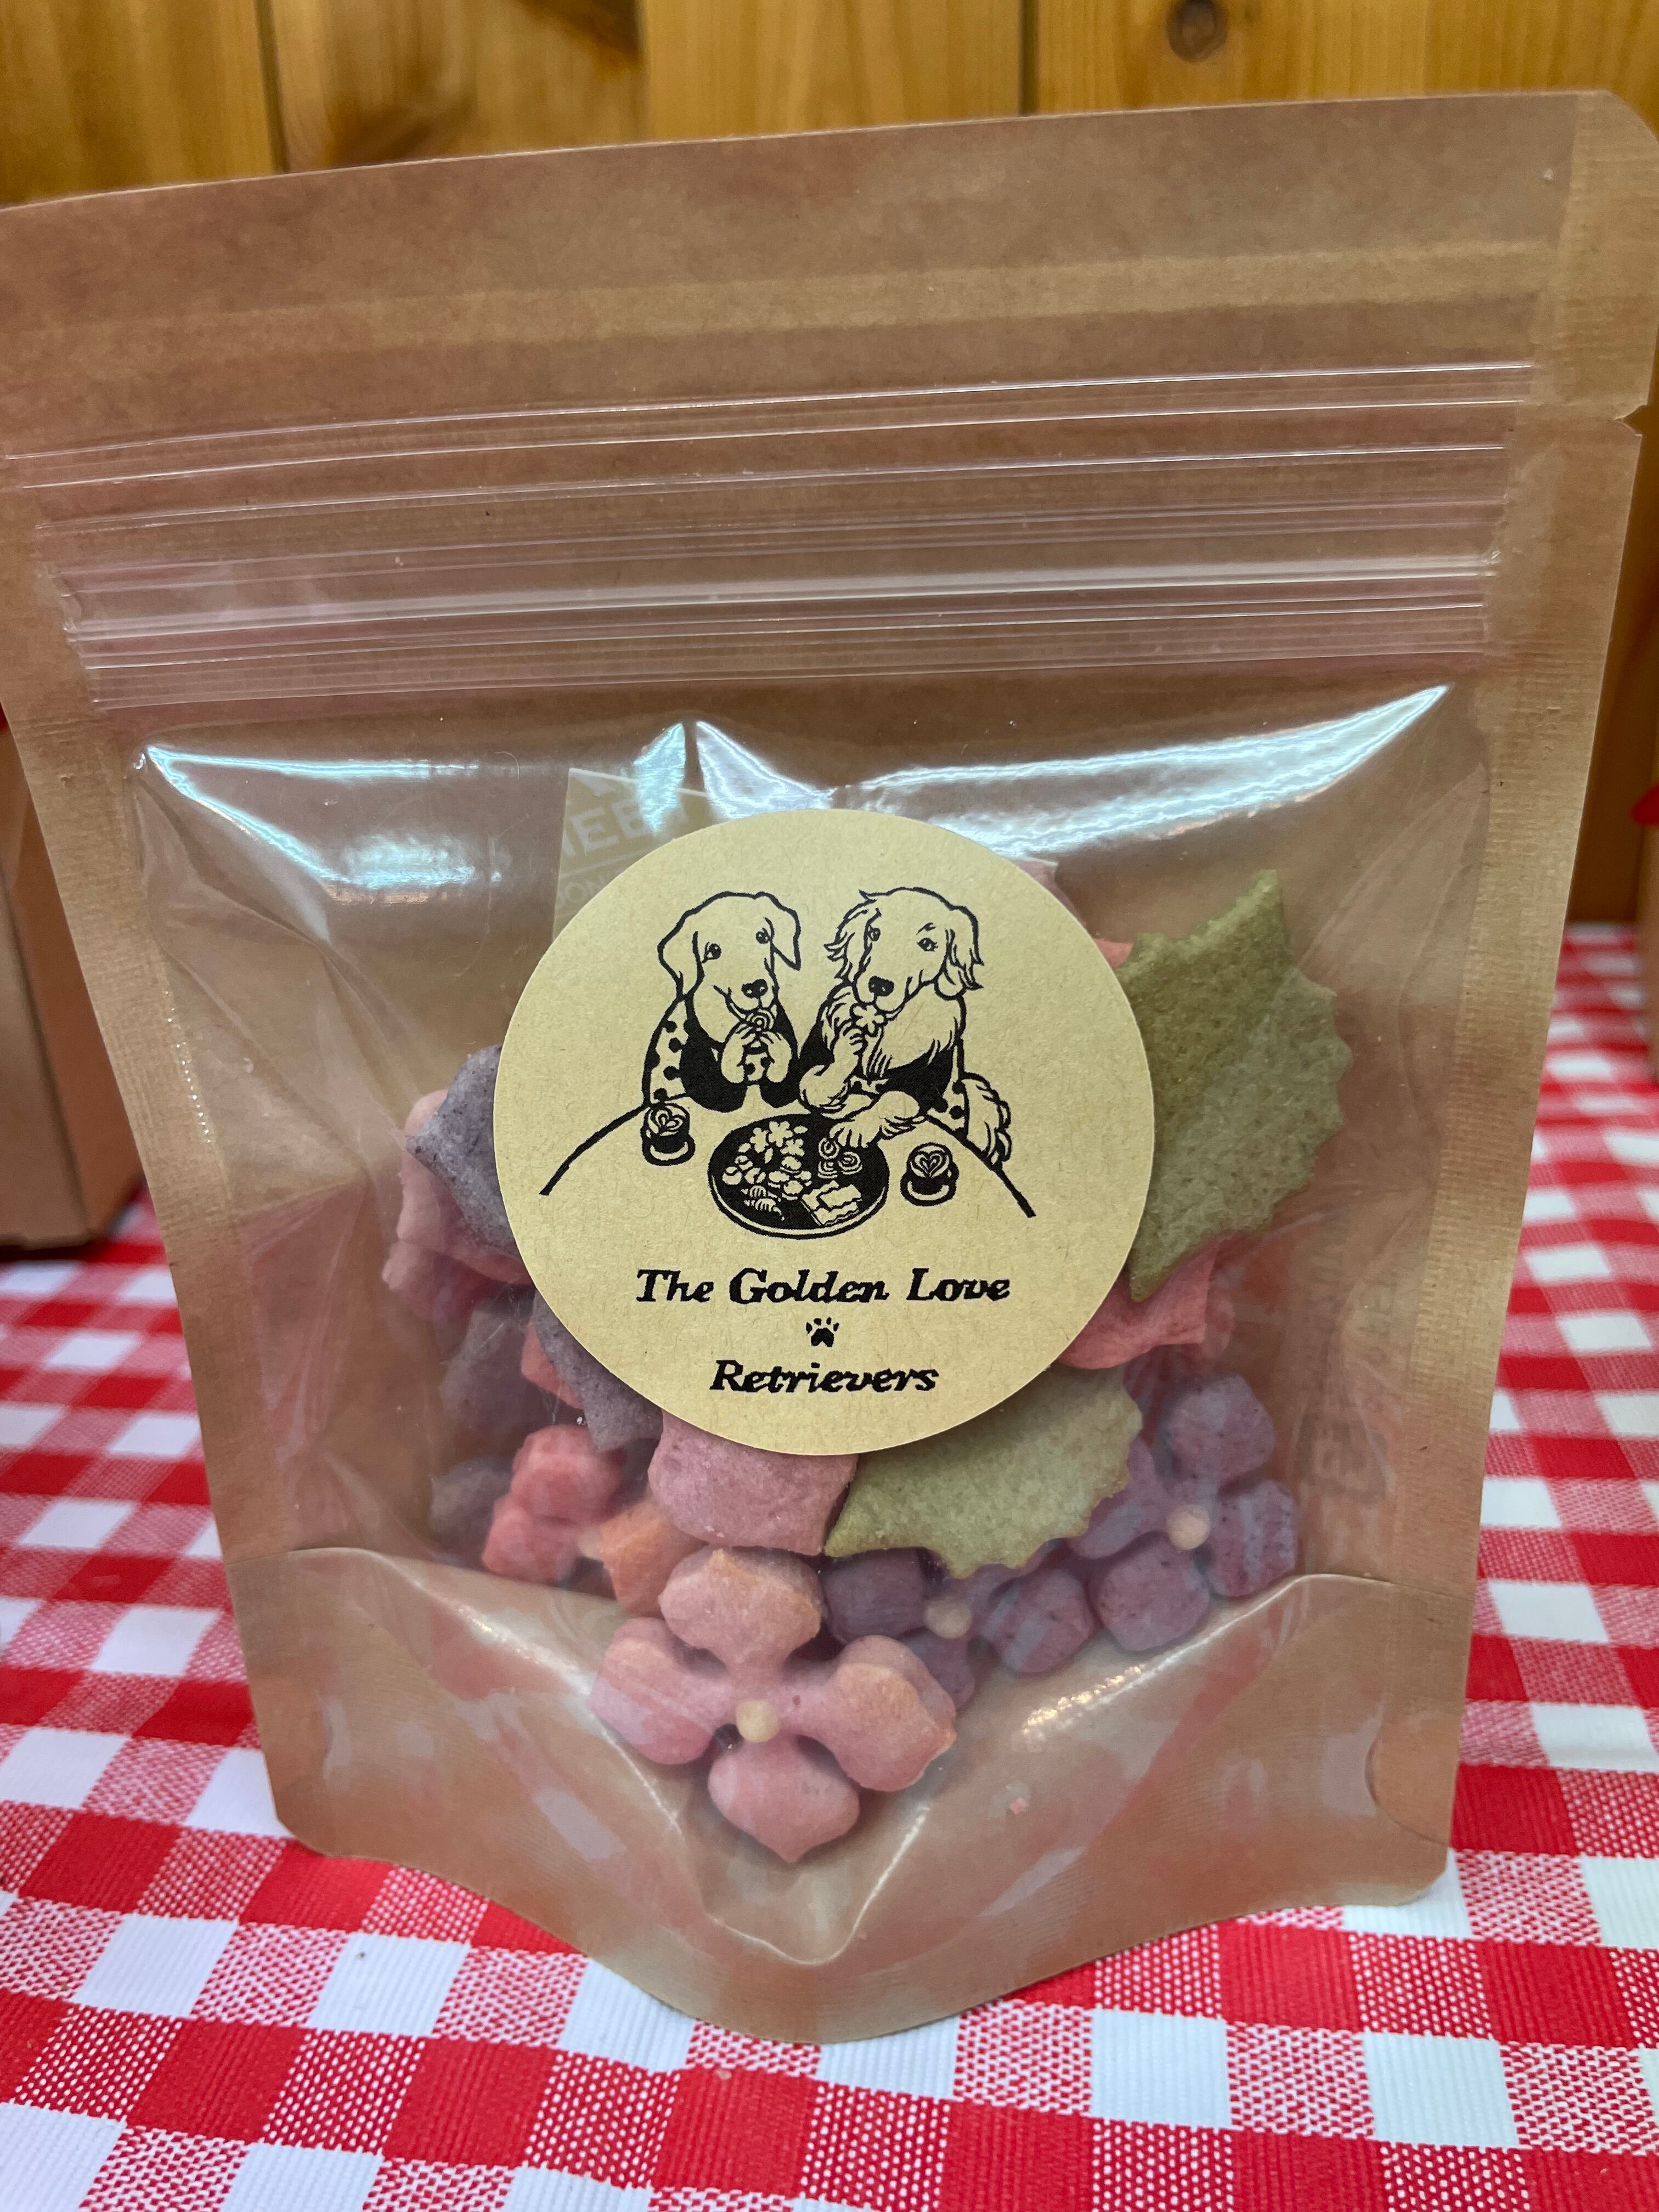 The Golden Love
Retrievers